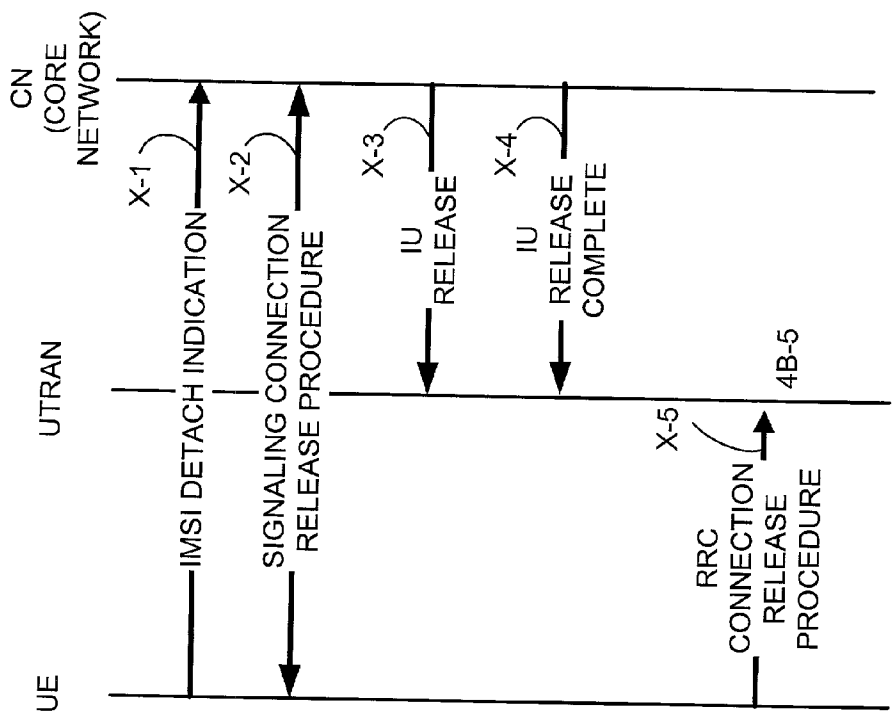 UE
UTRAN
CN
(CORE
NETWORK)
IMSI DETACH INDICATION
X-1
SIGNALING CONNECTION
RELEASE PROCEDURE
X-2
IU
RELEASE
X-3
IU
RELEASE
COMPLETE
X-4
RRC
CONNECTION
RELEASE
PROCEDURE
X-5
4B-5